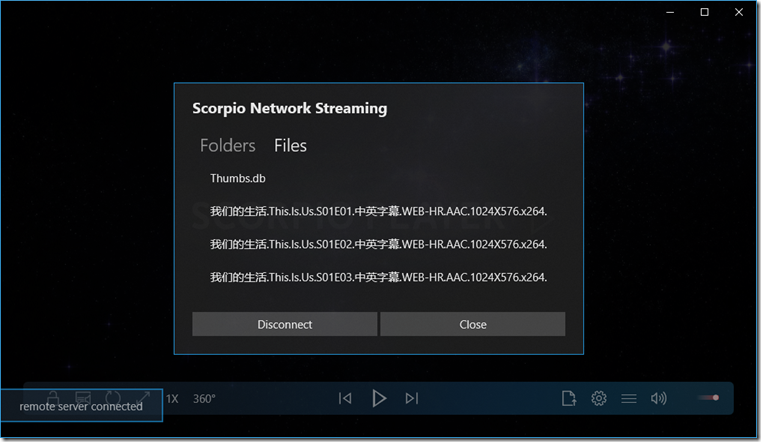 Scorpio Network Streaming
Folders Files
Thumbs.db
我们的生活.This.Is.Us.S01E01.中英字幕.WEB-HR.AAC.1024X576.x264.
我们的生活.This.Is.Us.S01E02.中英字幕.WEB-HR.AAC.1024X576.x264.
我们的生活.This.Is.Us.S01E03.中英字幕.WEB-HR.AAC.1024X576.x264.
Disconnect Close
1X 360°
remote server connected